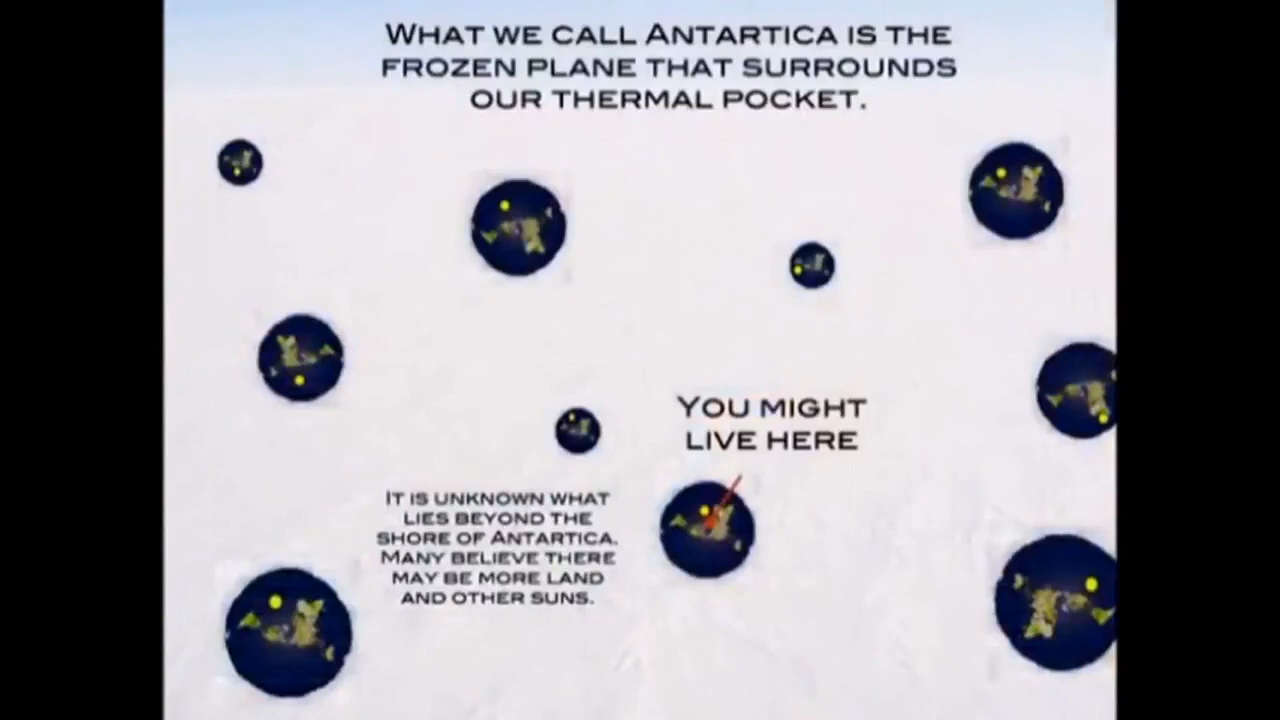 What we call Antartica is the
frozen plane that surrounds
our thermal pocket.
You might
live here
It is unknown what
lies beyond the
shore of Antartica.
Many believe there
may be more land
and other suns.